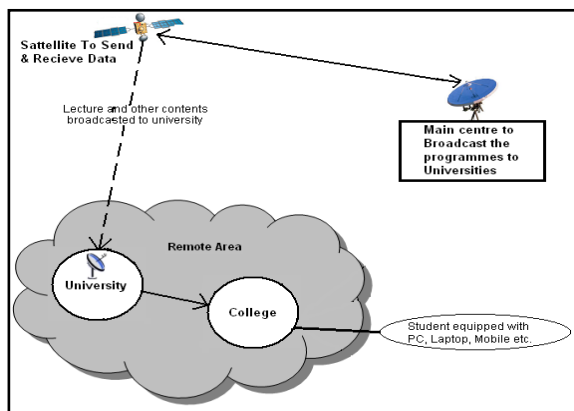 Sattellite To Send
& Recieve Data
Lecture and other contents
broadcasted to university
Main centre to
Broadcast the
programmes to
Universities
Remote Area
University
College
Student equipped with
PC, Laptop, Mobile etc.